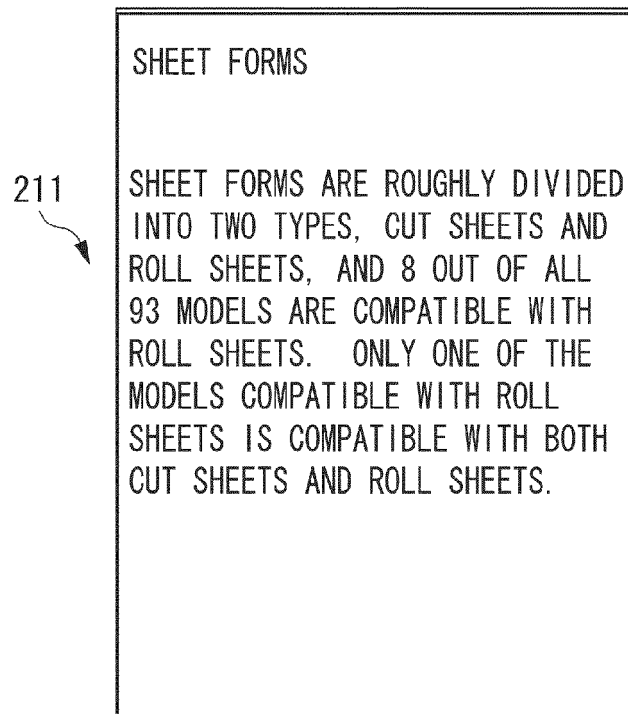 SHEET FORMS
211
SHEET FORMS ARE ROUGHLY DIVIDED
INTO TWO TYPES, CUT SHEETS AND
ROLL SHEETS, AND 8 OUT OF ALL
93 MODELS ARE COMPATIBLE WITH
ROLL SHEETS.  ONLY ONE OF THE
MODELS COMPATIBLE WITH ROLL
SHEETS IS COMPATIBLE WITH BOTH
CUT SHEETS AND ROLL SHEETS.